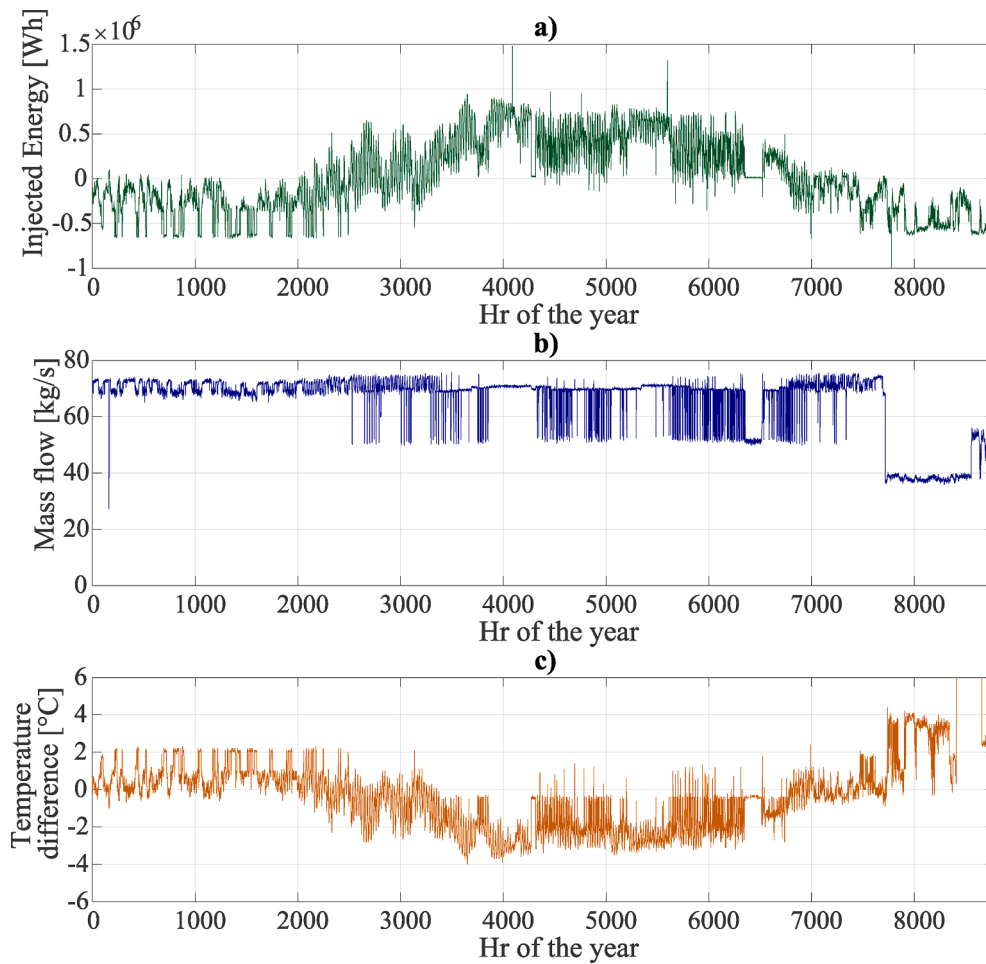 a)
×10⁶
Injected Energy [Wh]
1.5
1
0.5
0
-0.5
-1
0 1000 2000 3000 4000 5000 6000 7000 8000
Hr of the year
b)
Mass flow [kg/s]
80
60
40
20
0
0 1000 2000 3000 4000 5000 6000 7000 8000
Hr of the year
c)
Temperature
difference [°C]
6
4
2
0
-2
-4
-6
0 1000 2000 3000 4000 5000 6000 7000 8000
Hr of the year